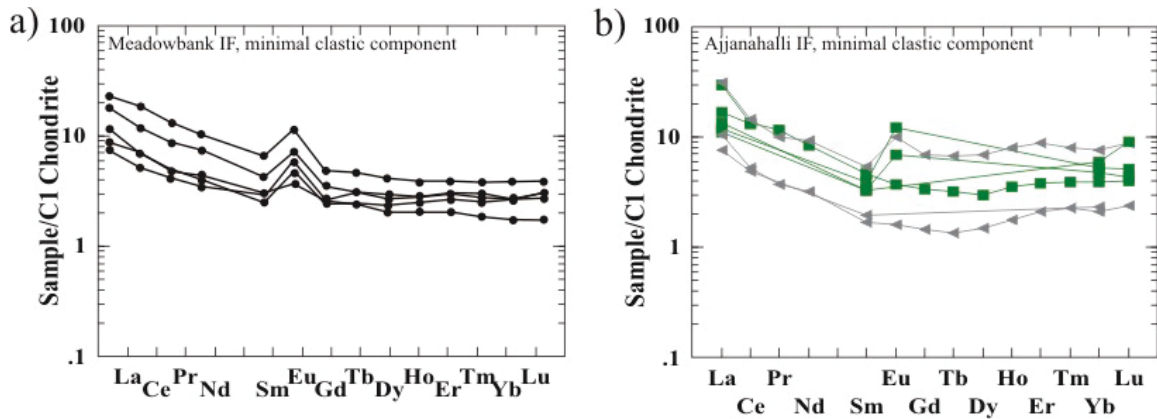 a)
Meadowbank IF, minimal clastic component
Sample/C1 Chondrite
100
10
1
.1
La Ce Pr Nd Sm Eu Gd Tb Dy Ho Er Tm Yb Lu
b)
Ajjanahalli IF, minimal clastic component
Sample/C1 Chondrite
100
10
1
.1
La Pr Eu Tb Ho Tm Lu
Ce Nd Sm Gd Dy Er Yb